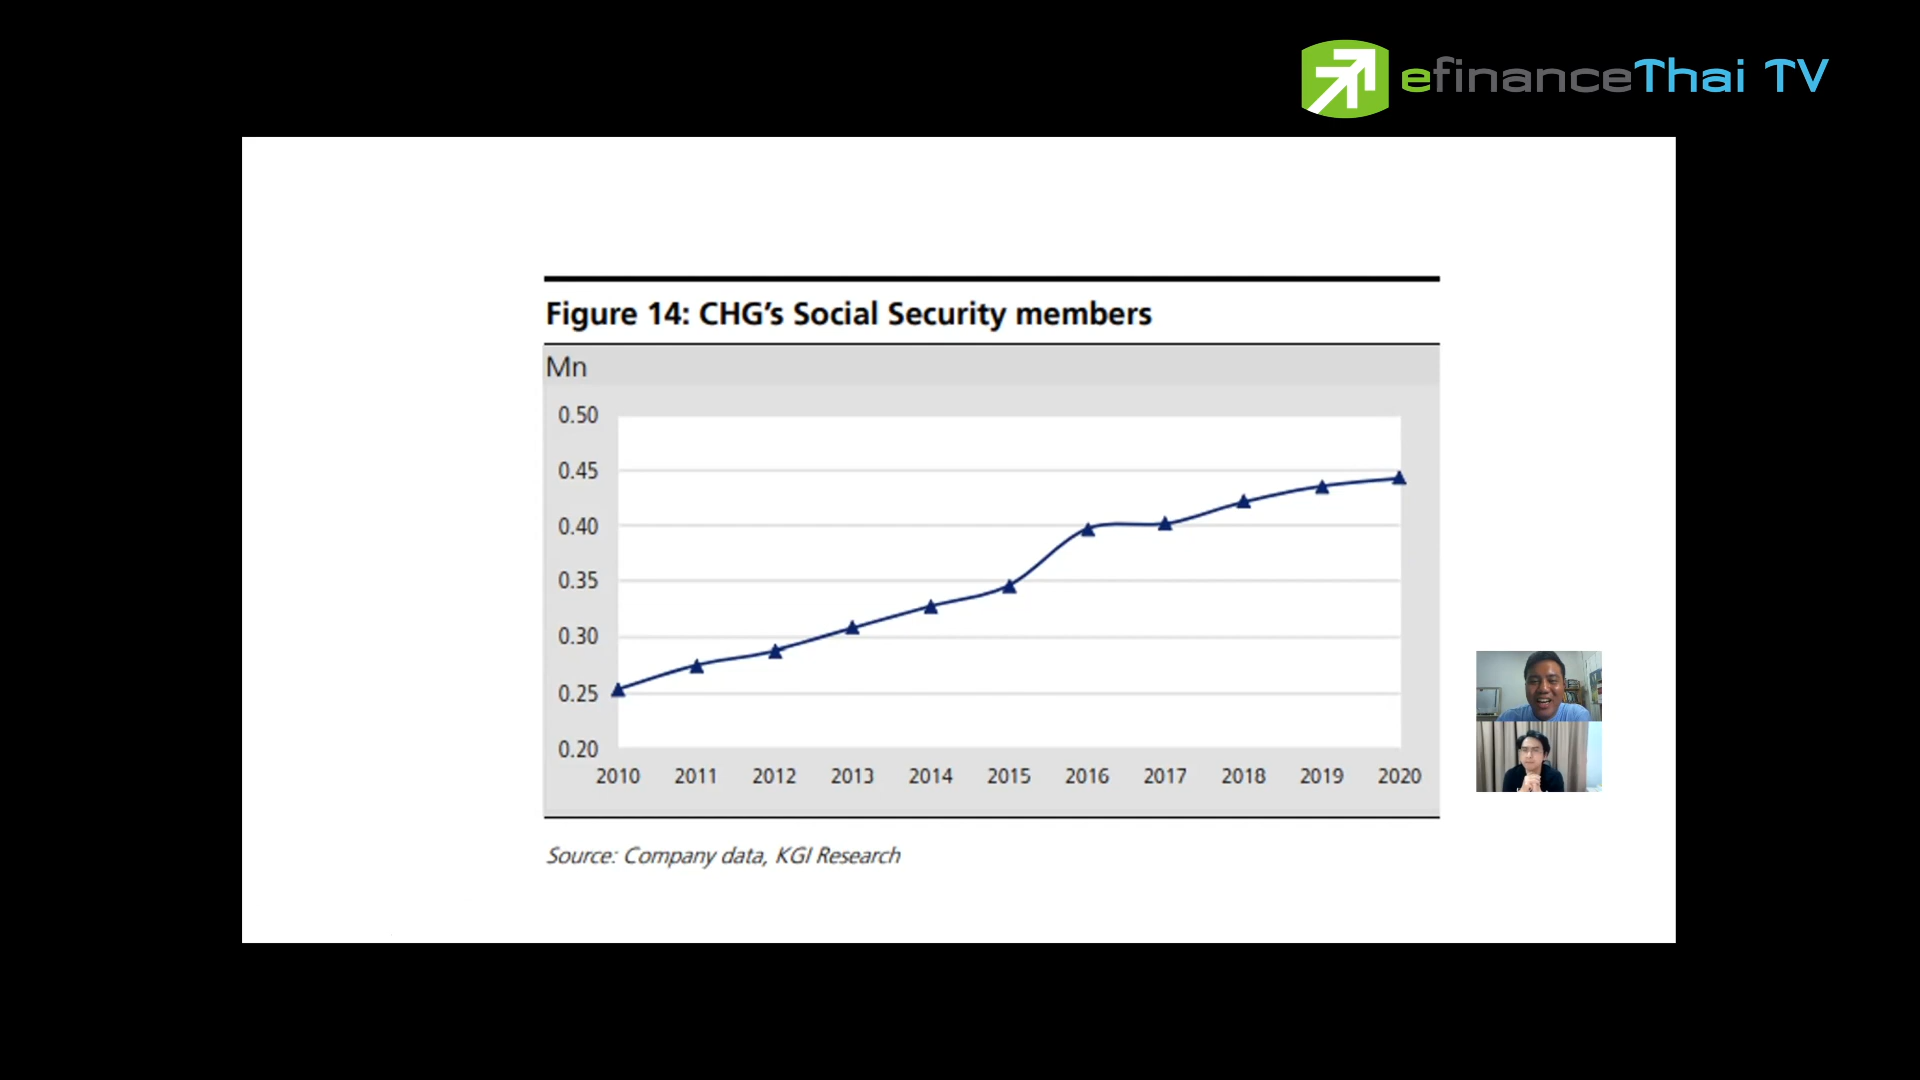 efinanceThai TV
Figure 14: CHG's Social Security members
Mn
0.50
0.45
0.40
0.35
0.30
0.25
0.20
2010 2011 2012 2013 2014 2015 2016 2017 2018 2019 2020
Source: Company data, KGI Research